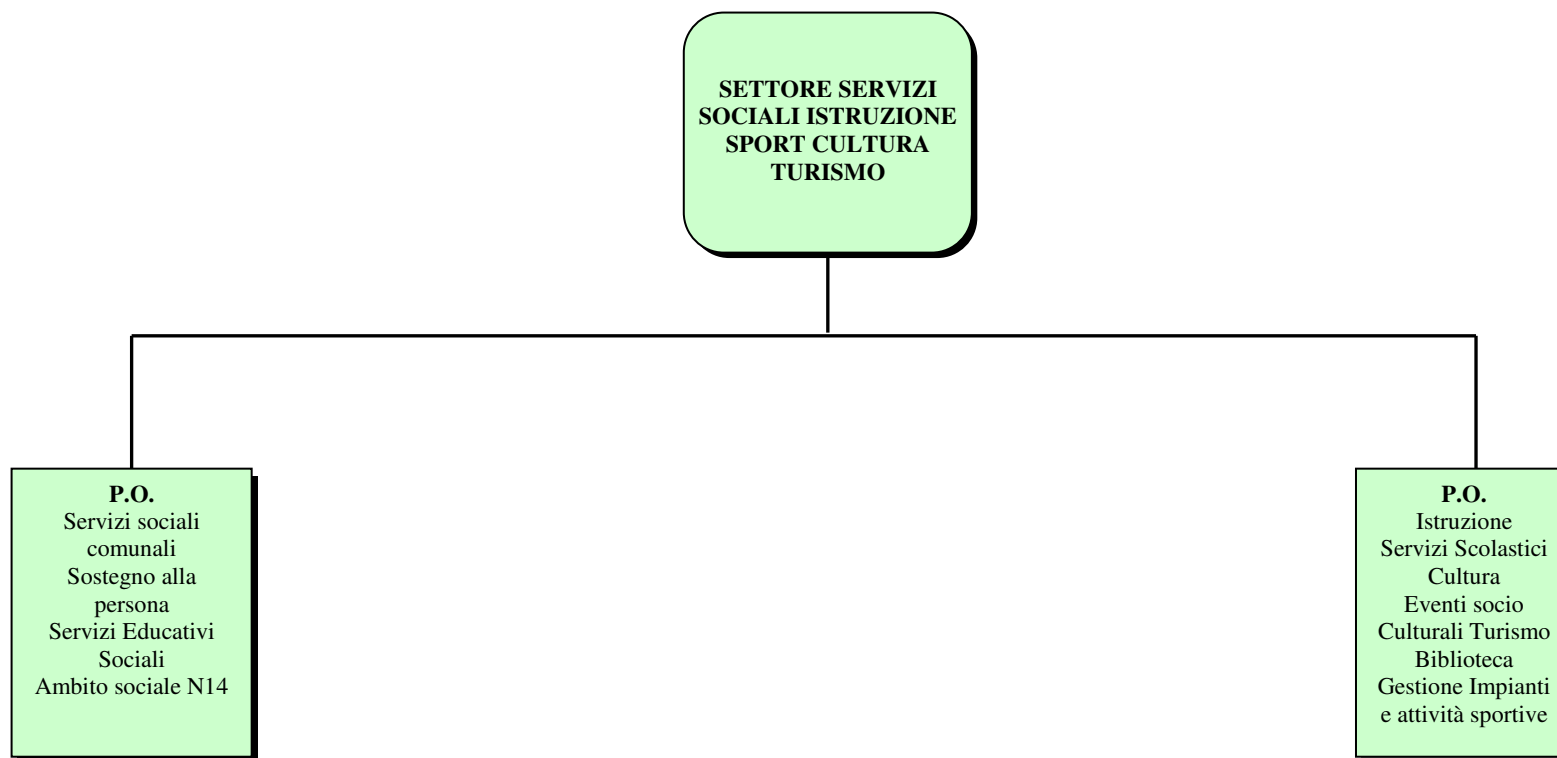 SETTORE SERVIZI
SOCIALI ISTRUZIONE
SPORT CULTURA
TURISMO
P.O.
Servizi sociali
comunali
Sostegno alla
persona
Servizi Educativi
Sociali
Ambito sociale N14
P.O.
Istruzione
Servizi Scolastici
Cultura
Eventi socio
Culturali Turismo
Biblioteca
Gestione Impianti
e attività sportive